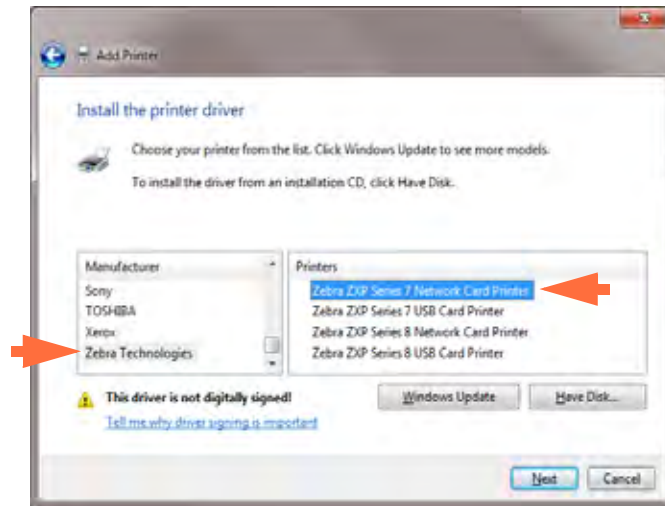 Add Printer
Install the printer driver
Choose your printer from the list. Click Windows Update to see more models.
To install the driver from an installation CD, click Have Disk.
Manufacturer
Sony
TOSHIBA
Xerox
Zebra Technologies
Printers
Zebra ZXP Series 7 Network Card Printer
Zebra ZXP Series 7 USB Card Printer
Zebra ZXP Series 8 Network Card Printer
Zebra ZXP Series 8 USB Card Printer
This driver is not digitally signed!
Tell me why driver signing is important
Windows Update
Have Disk...
Next
Cancel